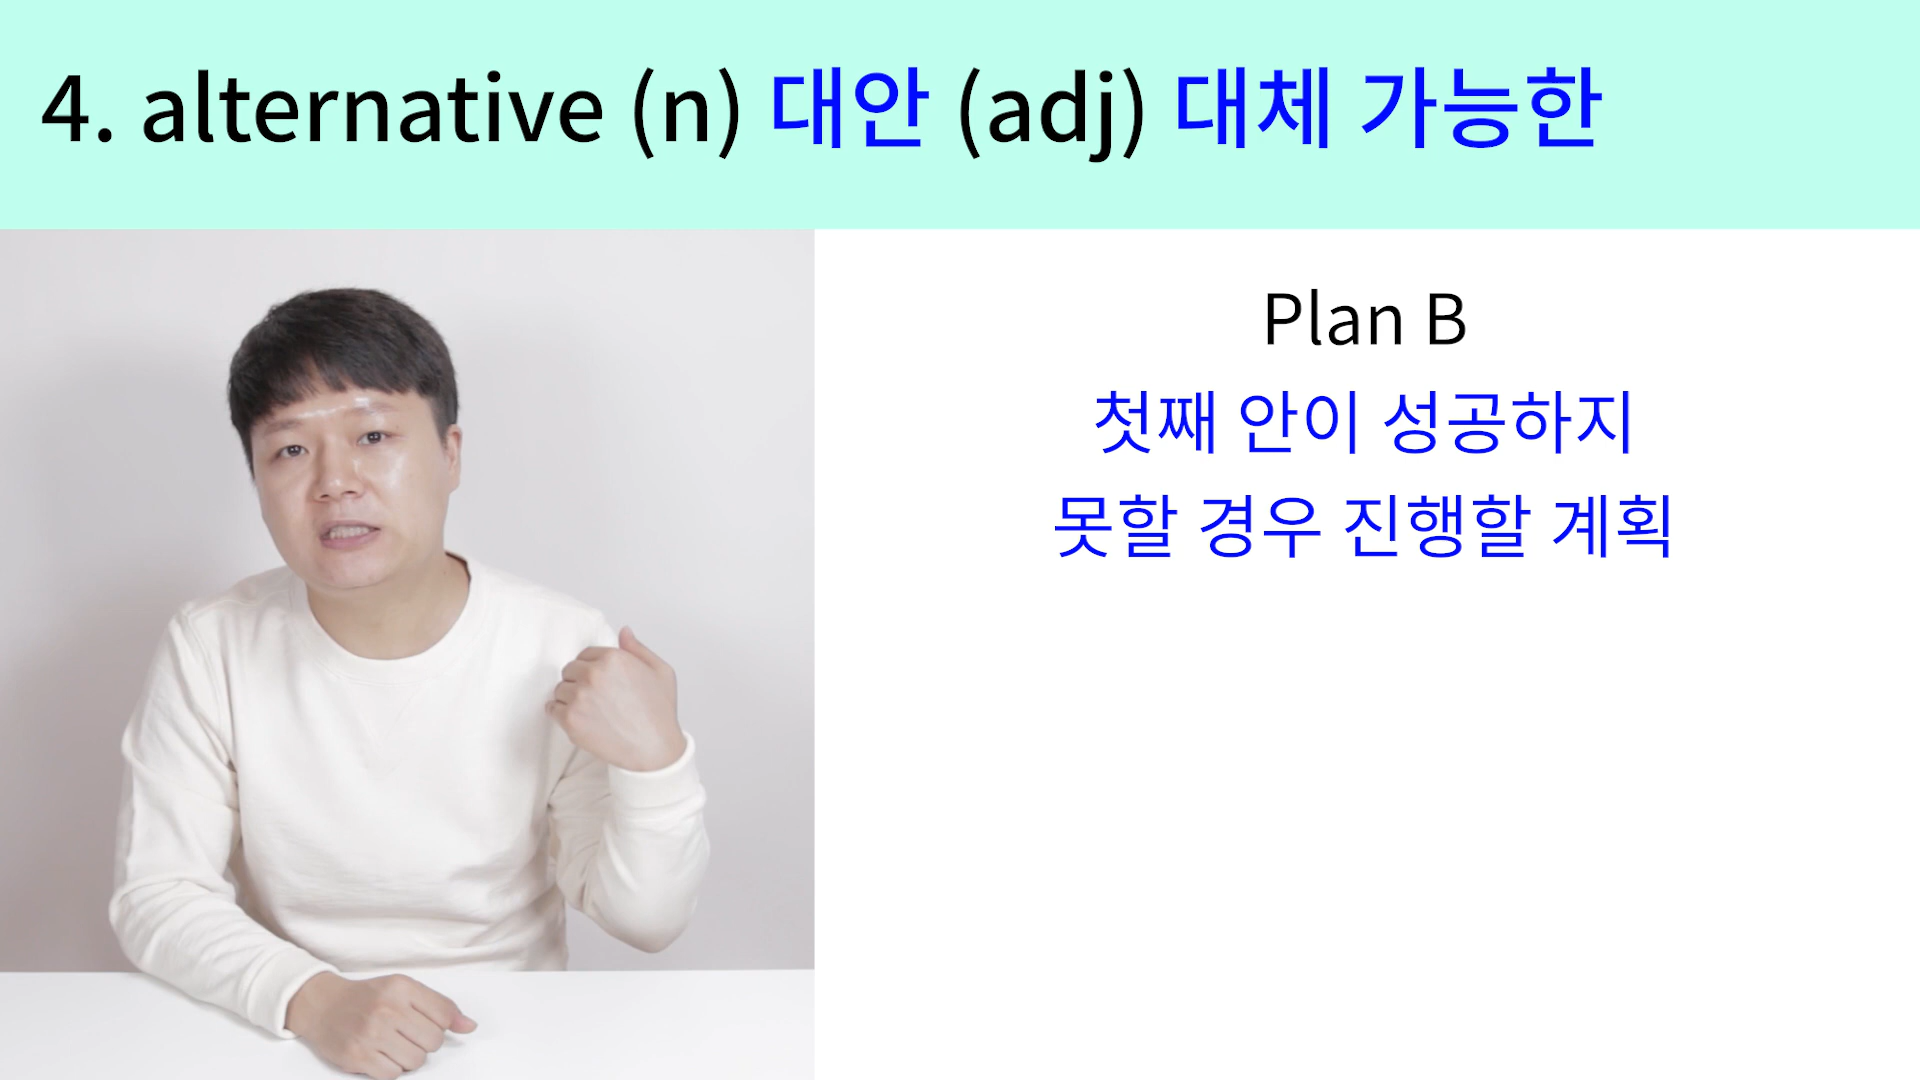 4. alternative (n) 대안 (adj) 대체 가능한
Plan B
첫째 안이 성공하지
못할 경우 진행할 계획